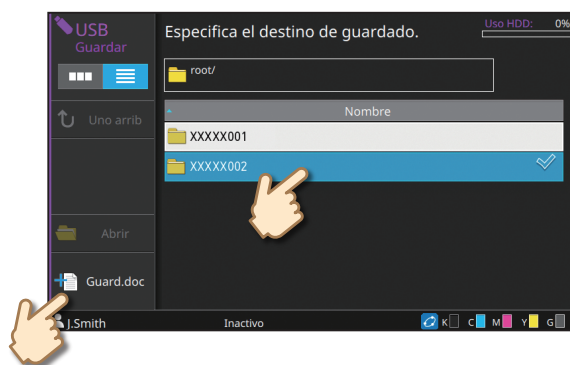 USB
Guardar
Especifica el destino de guardado.
Uso HDD: 0%
root/
Uno arrib
Nombre
XXXXX001
XXXXX002
Abrir
Guard.doc
J.Smith
Inactivo
K C M Y G